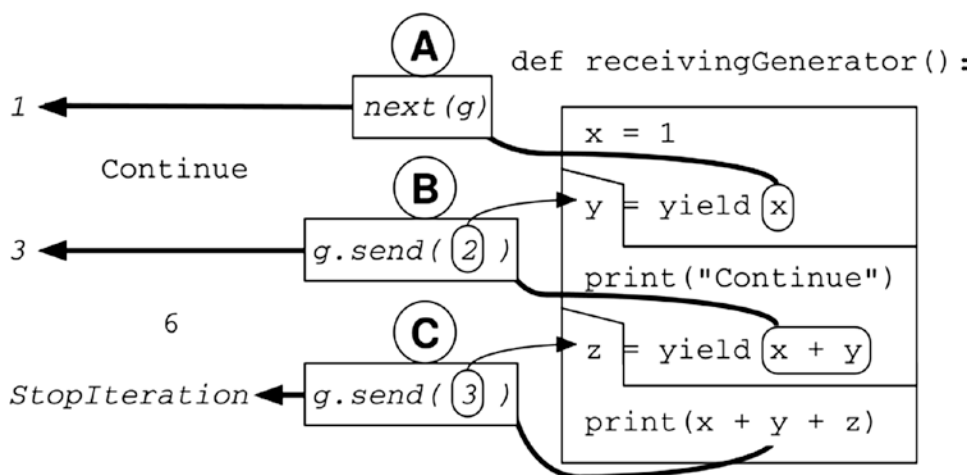 A
def receivingGenerator():
1
next(g)
x = 1
Continue
B
y = yield x
3
g.send( 2 )
print("Continue")
6
C
z = yield x + y
StopIteration
g.send( 3 )
print(x + y + z)